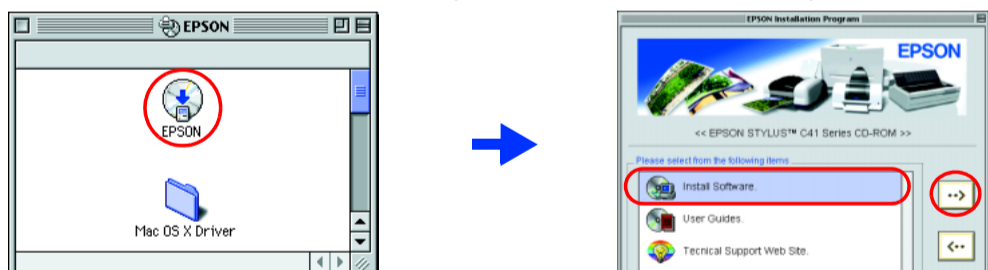 EPSON
EPSON
Mac OS X Driver
EPSON Installation Program
EPSON
<< EPSON STYLUS™ C41 Series CD-ROM >>
Please select from the following items
Install Software.
User Guides.
Tecnical Support Web Site.
-->
<--